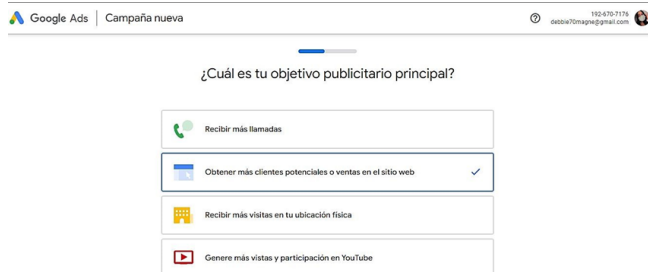 Google Ads | Campaña nueva
192-670-7176
debbie70magne@gmail.com
¿Cuál es tu objetivo publicitario principal?
Recibir más llamadas
Obtener más clientes potenciales o ventas en el sitio web
Recibir más visitas en tu ubicación física
Genere más vistas y participación en YouTube